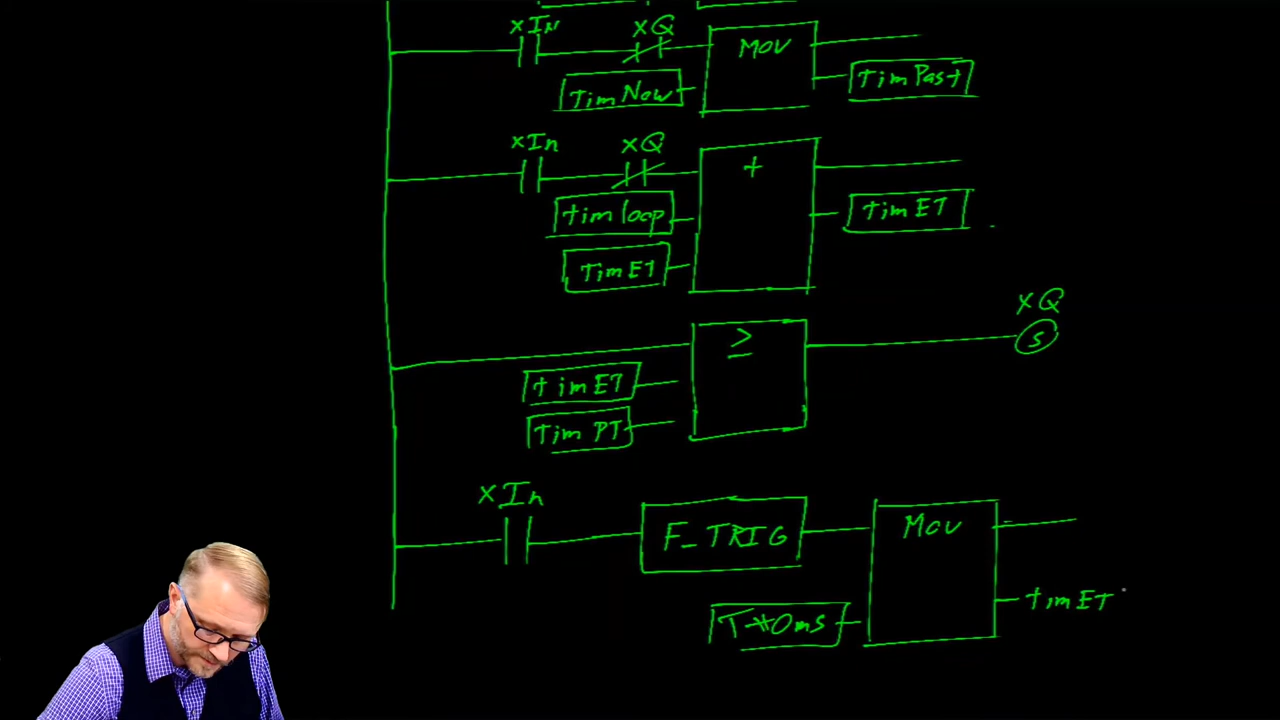 xIn xQ
MOV
timNow timPast
xIn xQ
+
timloop timET
timET
xQ
≥ S
timET
timPT
xIn
F_TRIG MOV
T#0ms timET